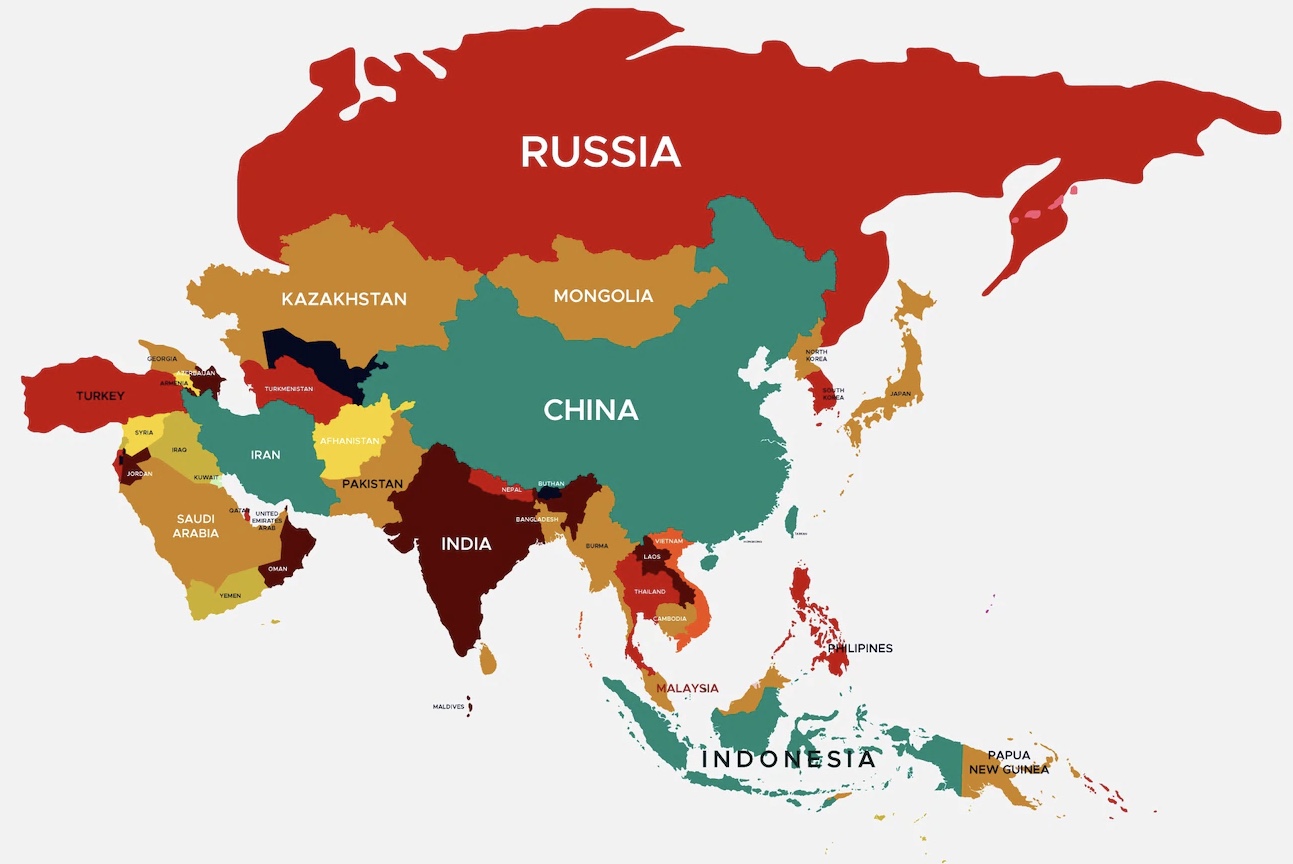 RUSSIA
KAZAKHSTAN
MONGOLIA
GEORGIA
AZERBAIJAN
ARMENIA
TURKEY
TURKMENISTAN
NORTH
KOREA
SOUTH
KOREA
JAPAN
CHINA
SYRIA
IRAQ
IRAN
AFHANISTAN
JORDAN
KUWAIT
PAKISTAN
NEPAL
BUTHAN
QATAR
UNITED
EMIRATES
ARAB
SAUDI
ARABIA
BANGLADESH
INDIA
BURMA
VIETNAM
LAOS
TAIWAN
HONGKONG
OMAN
YEMEN
THAILAND
CAMBODIA
PHILIPINES
MALAYSIA
MALDIVES
INDONESIA
PAPUA
NEW GUINEA